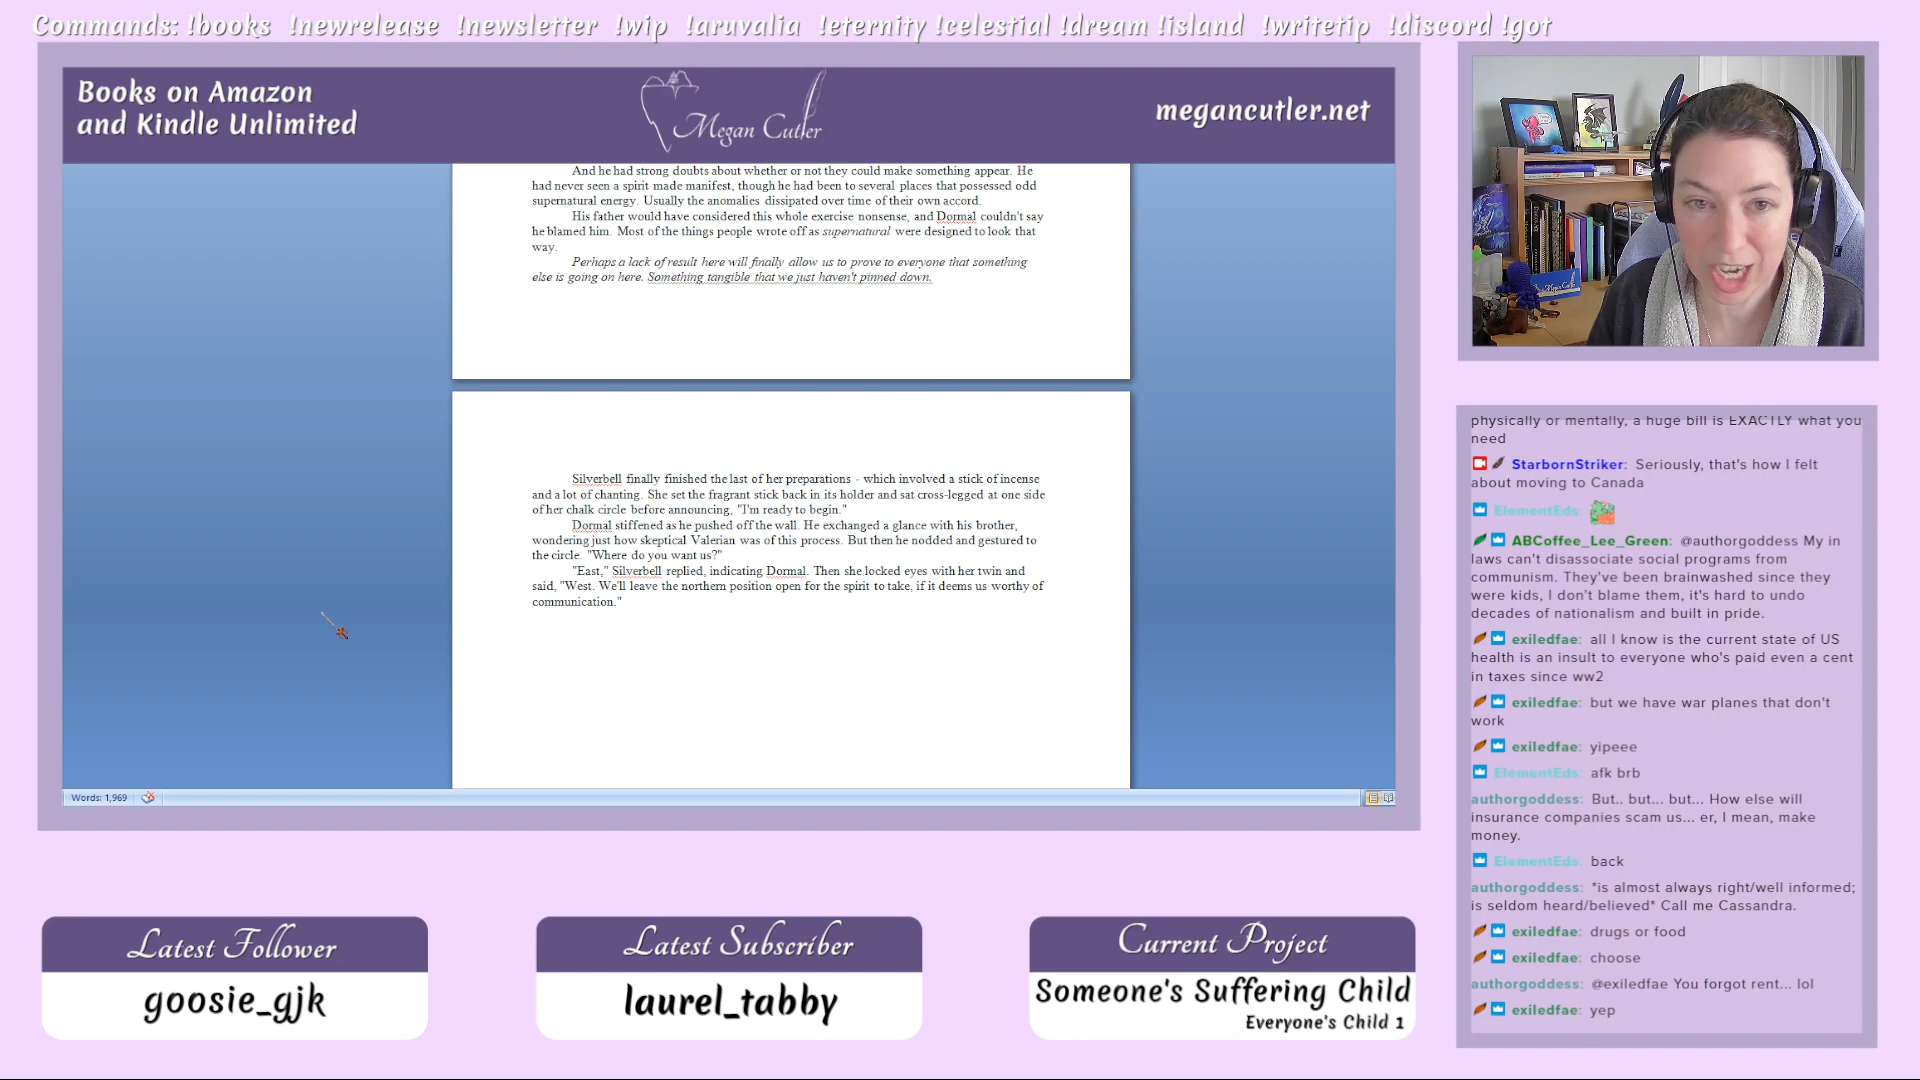 Commands: !books !newrelease !newsletter !wip !aruvalia !eternity !celestial !dream !island !writetip !discord !got
Books on Amazon
and Kindle Unlimited
Megan Cutler
megancutler.net
And he had strong doubts about whether or not they could make something appear. He
had never seen a spirit made manifest, though he had been to several places that possessed odd
supernatural energy. Usually the anomalies dissipated over time of their own accord.
His father would have considered this whole exercise nonsense, and Dormal couldn't say
he blamed him. Most of the things people wrote off as supernatural were designed to look that
way.
Perhaps a lack of result here will finally allow us to prove to everyone that something
else is going on here. Something tangible that we just haven't pinned down.
Silverbell finally finished the last of her preparations - which involved a stick of incense
and a lot of chanting. She set the fragrant stick back in its holder and sat cross-legged at one side
of her chalk circle before announcing, "I'm ready to begin."
Dormal stiffened as he pushed off the wall. He exchanged a glance with his brother,
wondering just how skeptical Valerian was of this process. But then he nodded and gestured to
the circle. "Where do you want us?"
"East," Silverbell replied, indicating Dormal. Then she locked eyes with her twin and
said, "West. We'll leave the northern position open for the spirit to take, if it deems us worthy of
communication."
Words: 1,969
physically or mentally, a huge bill is EXACTLY what you
need
StarbornStriker: Seriously, that's how I felt
about moving to Canada
ElementEds:
ABCoffee_Lee_Green: @authorgoddess My in
laws can't disassociate social programs from
communism. They've been brainwashed since they
were kids, I don't blame them, it's hard to undo
decades of nationalism and built in pride.
exiledfae: all I know is the current state of US
health is an insult to everyone who's paid even a cent
in taxes since ww2
exiledfae: but we have war planes that don't
work
exiledfae: yipeee
ElementEds: afk brb
authorgoddess: But.. but... but... How else will
insurance companies scam us... er, I mean, make
money.
ElementEds: back
authorgoddess: *is almost always right/well informed;
is seldom heard/believed* Call me Cassandra.
exiledfae: drugs or food
exiledfae: choose
authorgoddess: @exiledfae You forgot rent... lol
exiledfae: yep
Latest Follower
goosie_gjk
Latest Subscriber
laurel_tabby
Current Project
Someone's Suffering Child
Everyone's Child 1